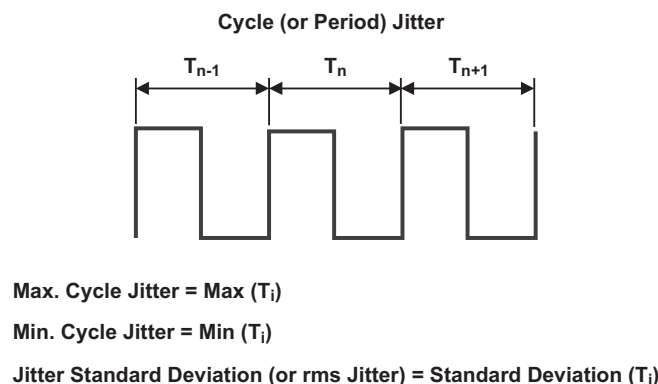 Cycle (or Period) Jitter
Tn-1 Tn Tn+1
Max. Cycle Jitter = Max (Ti)
Min. Cycle Jitter = Min (Ti)
Jitter Standard Deviation (or rms Jitter) = Standard Deviation (Ti)